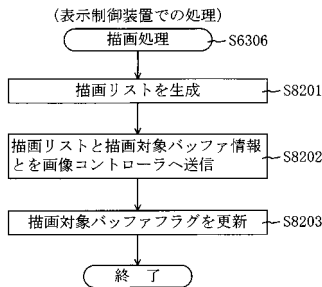 (表示制御装置での処理)
描画処理
S6306
描画リストを生成
S8201
描画リストと描画対象バッファ情報
とを画像コントローラへ送信
S8202
描画対象バッファフラグを更新
S8203
終 了